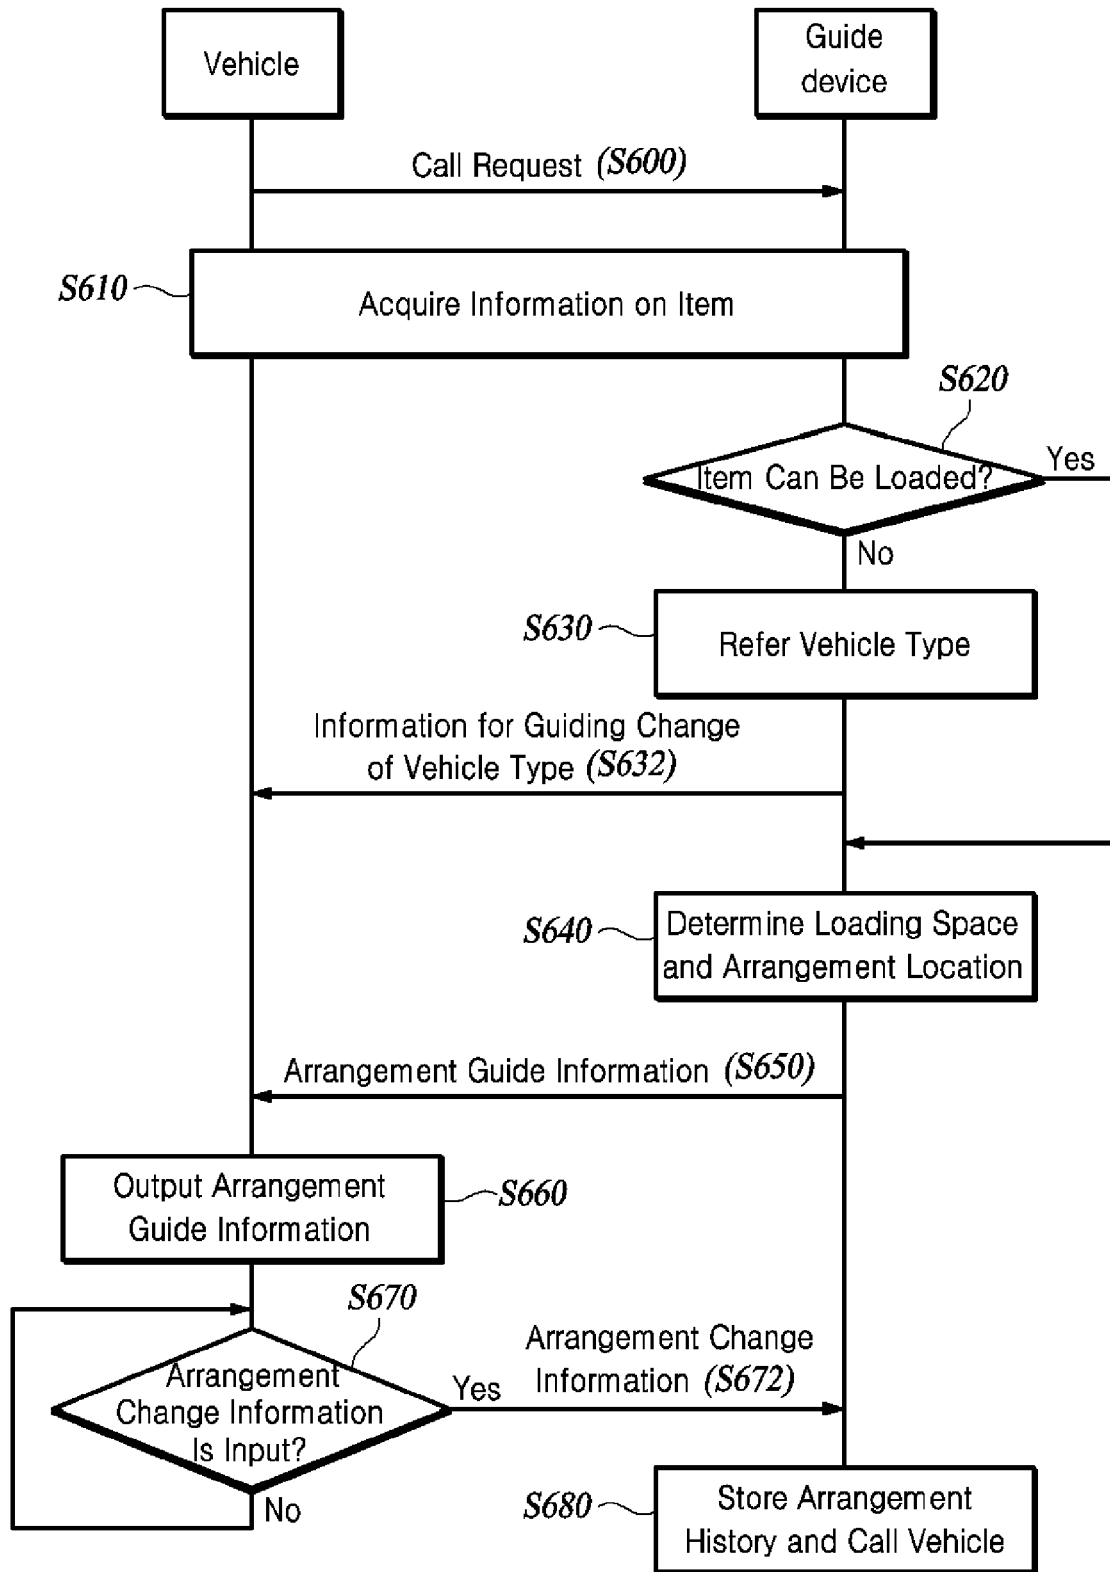 Vehicle
Guide
device
Call Request (S600)
S610
Acquire Information on Item
S620
Item Can Be Loaded?
Yes
No
S630
Refer Vehicle Type
Information for Guiding Change
of Vehicle Type (S632)
S640
Determine Loading Space
and Arrangement Location
Arrangement Guide Information (S650)
Output Arrangement
Guide Information
S660
S670
Arrangement
Change Information
Is Input?
Yes
No
Arrangement Change
Information (S672)
S680
Store Arrangement
History and Call Vehicle